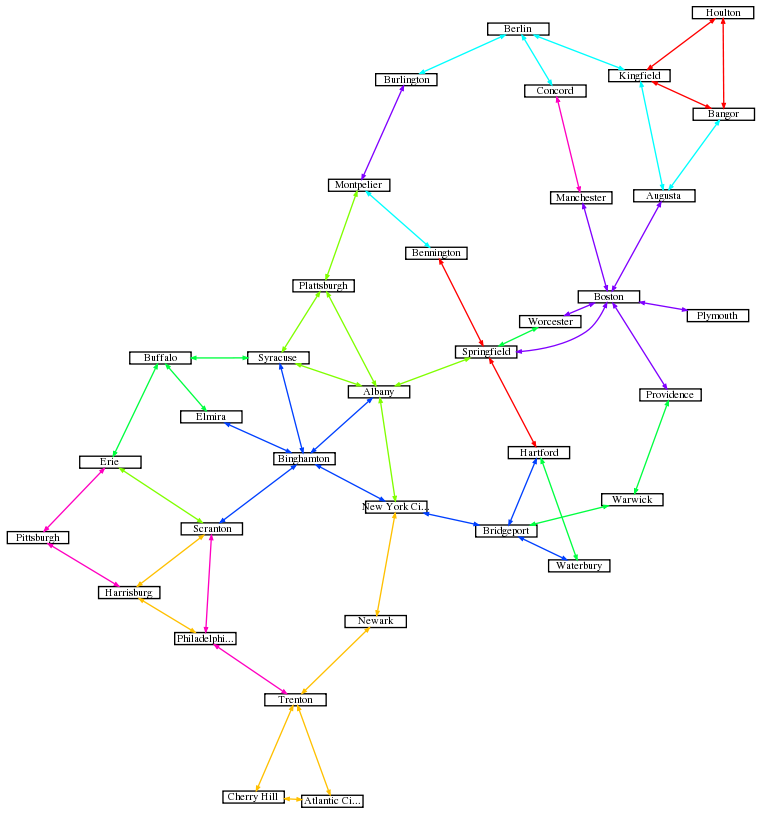 Houlton
Berlin
Kingfield
Burlington
Concord
Bangor
Montpelier
Manchester
Augusta
Bennington
Plattsburgh
Boston
Plymouth
Worcester
Springfield
Buffalo
Syracuse
Albany
Providence
Elmira
Hartford
Binghamton
Erie
Warwick
New York Ci...
Scranton
Bridgeport
Pittsburgh
Waterbury
Harrisburg
Newark
Philadelphi...
Trenton
Cherry Hill
Atlantic Ci...